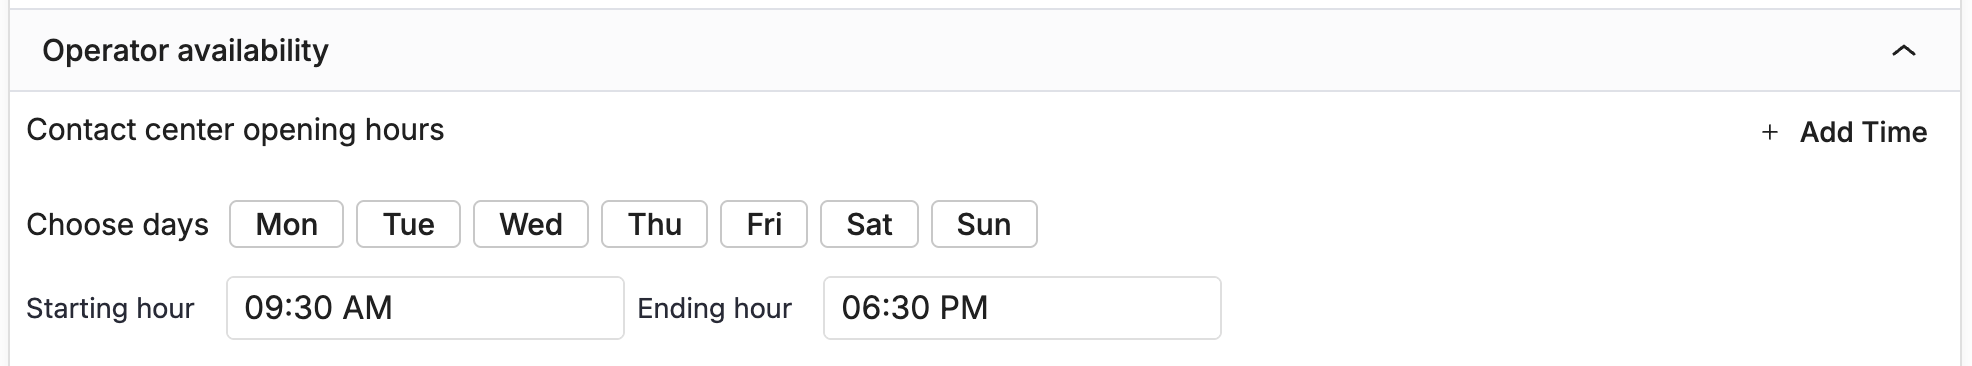 Operator availability
Contact center opening hours
+ Add Time
Choose days Mon Tue Wed Thu Fri Sat Sun
Starting hour 09:30 AM Ending hour 06:30 PM